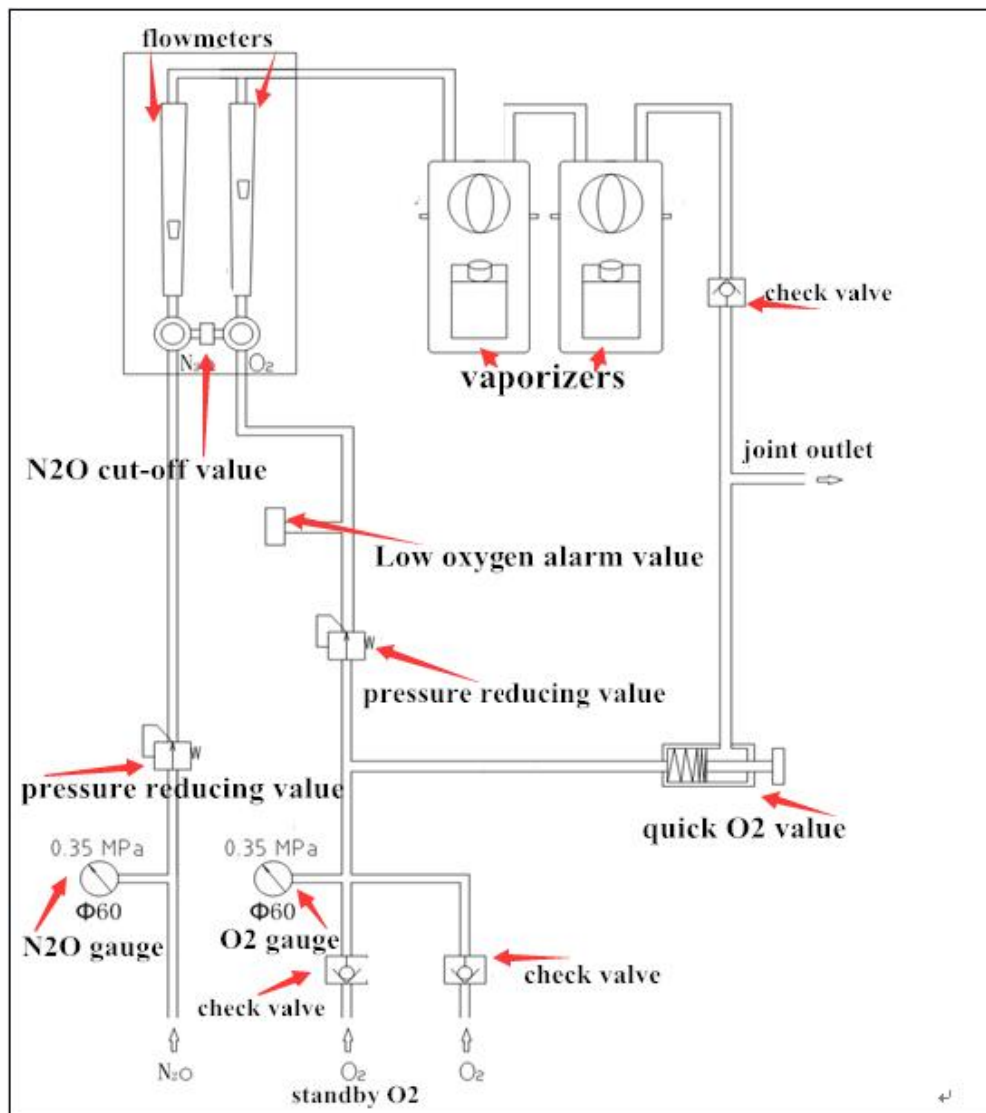 flowmeters
check valve
vaporizers
O₂
N2O cut-off value
joint outlet
Low oxygen alarm value
pressure reducing value
W
W
pressure reducing value
quick O2 value
0.35 MPa
0.35 MPa
Φ60
Φ60
N2O gauge
O2 gauge
check valve
check valve
N₂O
O₂
O₂
standby O2